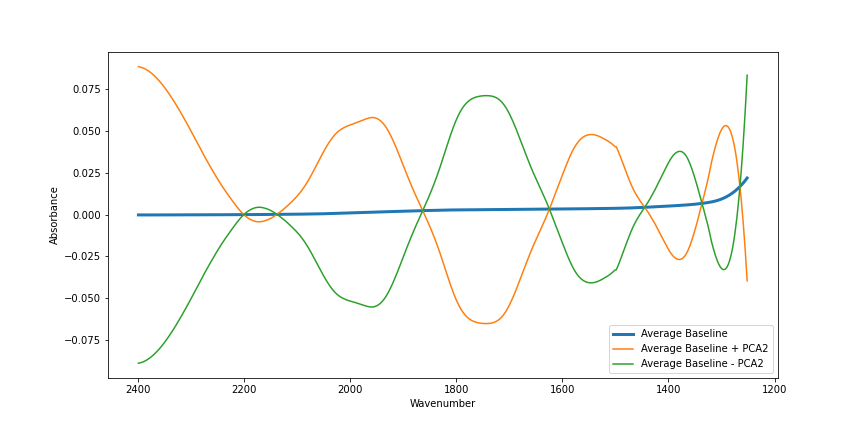 0.075
0.050
0.025
0.000
−0.025
−0.050
−0.075
Absorbance
2400 2200 2000 1800 1600 1400 1200
Wavenumber
Average Baseline
Average Baseline + PCA2
Average Baseline - PCA2